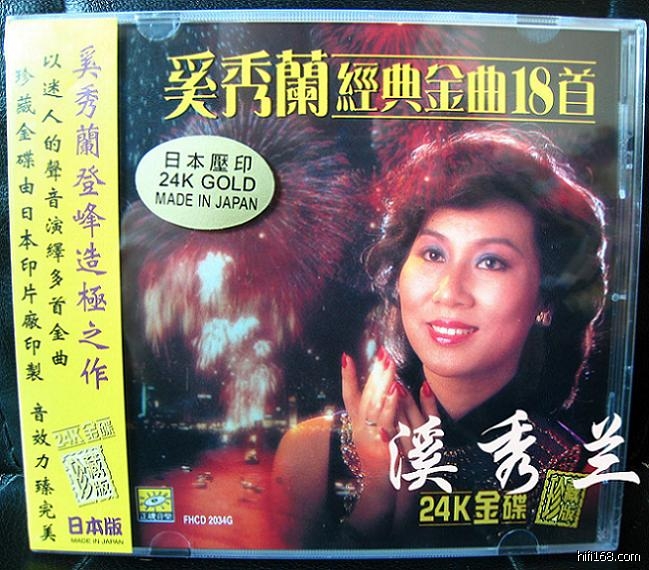 奚秀蘭經典金曲18首
日本壓印
24K GOLD
MADE IN JAPAN
奚秀蘭登峰造極之作
以迷人的聲音演繹多首金曲
珍藏金碟由日本印片廠印製 音效力臻完美
24K金碟
珍藏版
日本版
MADE IN JAPAN
FHCD 2034G
溪秀兰
24K金碟
珍藏版
hifi168.com